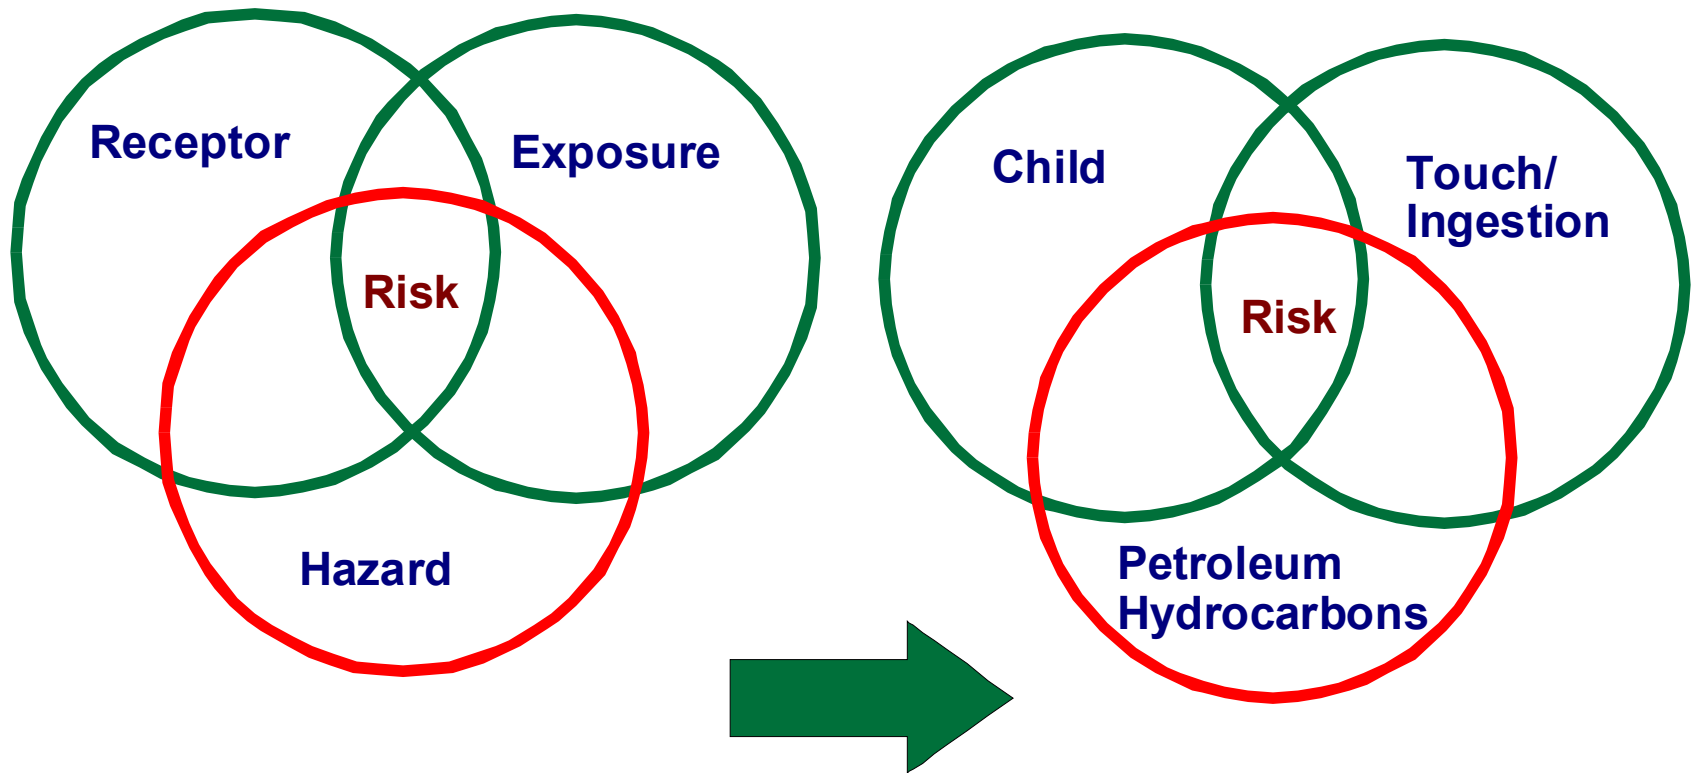 Receptor
Exposure
Risk
Hazard
Child
Touch/
Ingestion
Risk
Petroleum
Hydrocarbons